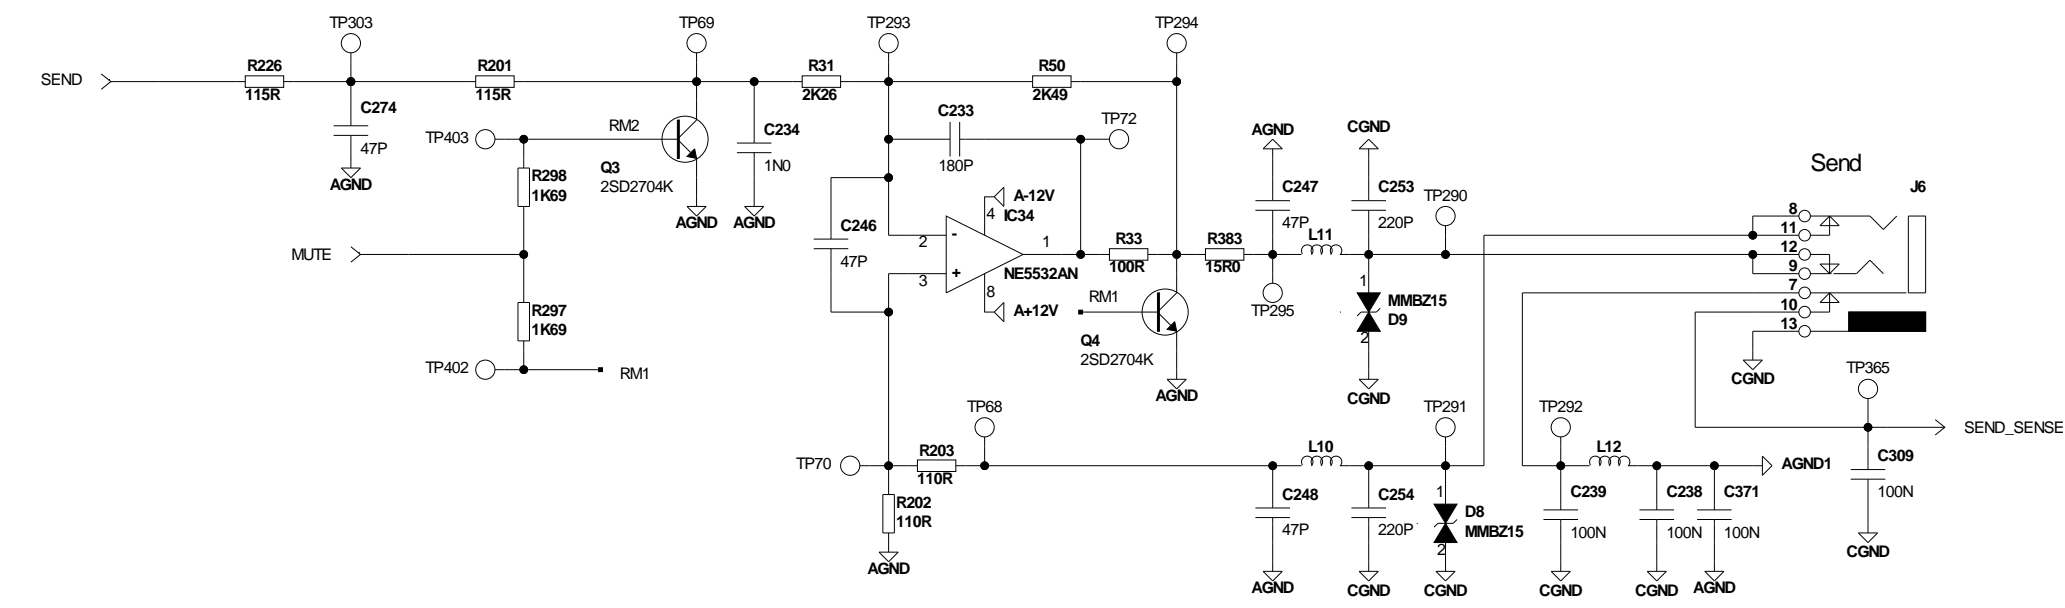 TP303
TP69
TP293
TP294
SEND
R226
115R
R201
115R
R31
2K26
R50
2K49
C274
47P
AGND
TP403
RM2
Q3
2SD2704K
AGND
C234
1N0
AGND
C233
180P
TP72
R298
1K69
MUTE
R297
1K69
TP402
RM1
C246
47P
A-12V
4
IC34
2
-
3
+
1
NE5532AN
8
A+12V
R33
100R
R383
15R0
RM1
Q4
2SD2704K
AGND
AGND
C247
47P
TP295
L11
CGND
C253
220P
TP290
1
MMBZ15
D9
2
CGND
Send
J6
8
11
12
9
7
10
13
CGND
TP365
SEND_SENSE
C309
100N
CGND
TP70
R203
110R
TP68
R202
110R
AGND
L10
C248
47P
AGND
C254
220P
CGND
TP291
1
D8
MMBZ15
2
CGND
TP292
L12
AGND1
C239
100N
CGND
C238
100N
CGND
C371
100N
AGND